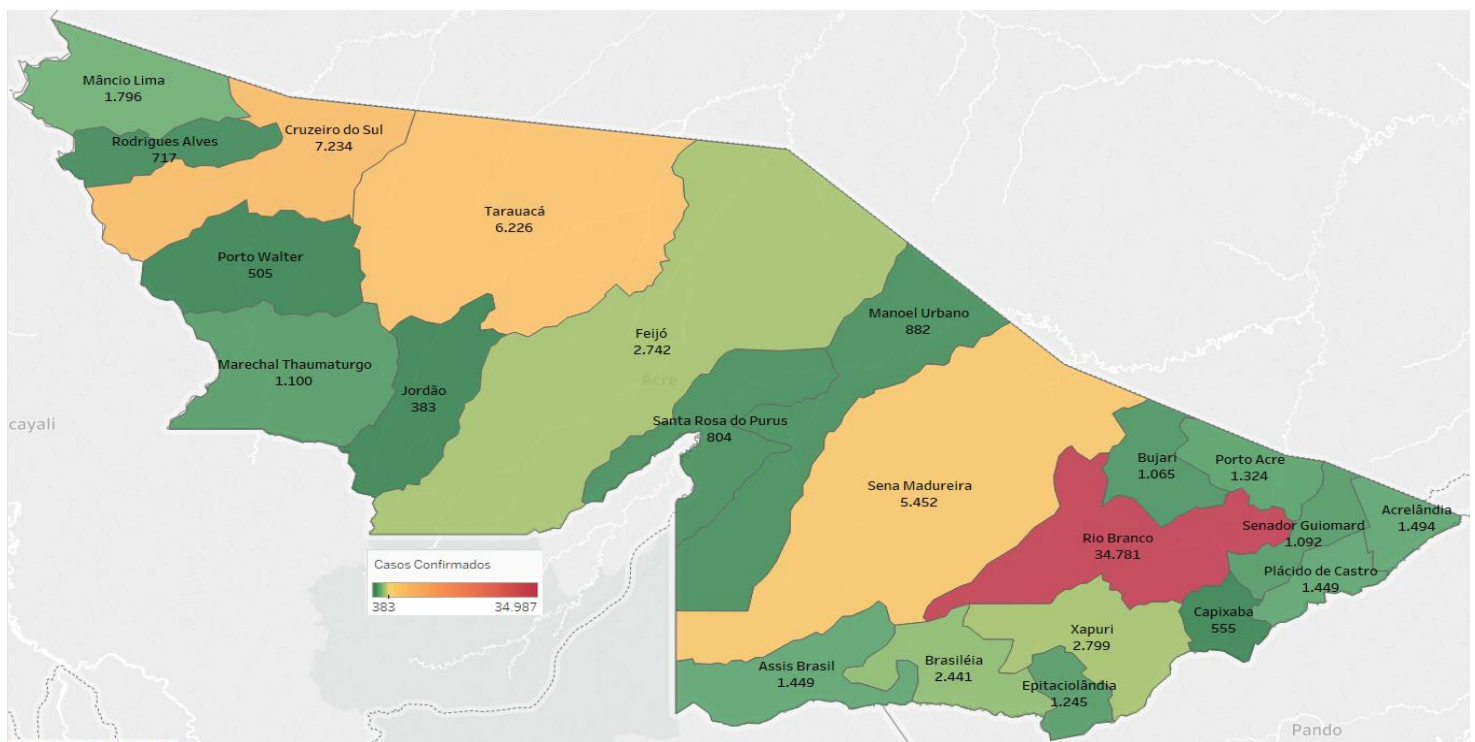 Mâncio Lima
1.796
Cruzeiro do Sul
7.234
Rodrigues Alves
717
Tarauacá
6.226
Porto Walter
505
Manoel Urbano
882
Feijó
2.742
Marechal Thaumaturgo
1.100
Jordão
383
Acre
cayali
Santa Rosa do Purus
804
Bujari
1.065
Porto Acre
1.324
Sena Madureira
5.452
Acrelândia
1.494
Senador Guiomard
1.092
Rio Branco
34.781
Casos Confirmados
383
34.987
Plácido de Castro
1.449
Capixaba
555
Xapuri
2.799
Assis Brasil
1.449
Brasiléia
2.441
Epitaciolândia
1.245
Pando